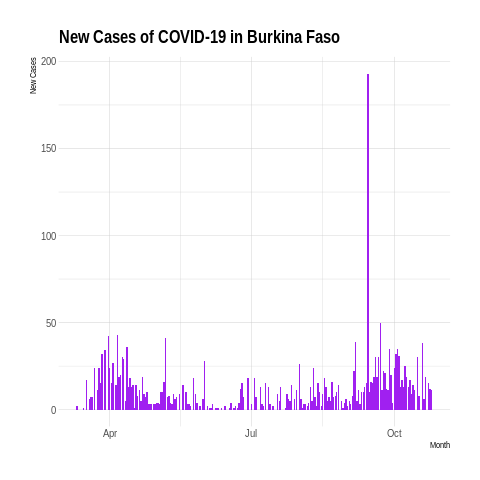 New Cases of COVID-19 in Burkina Faso
New Cases
200
150
100
50
0
Apr
Jul
Oct
Month